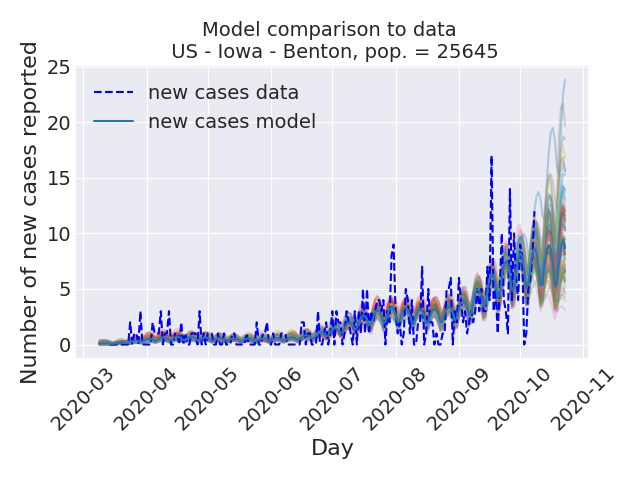 Model comparison to data
US - Iowa - Benton, pop. = 25645
Number of new cases reported
25
20
15
10
5
0
new cases data
new cases model
2020-03
2020-04
2020-05
2020-06
2020-07
2020-08
2020-09
2020-10
2020-11
Day